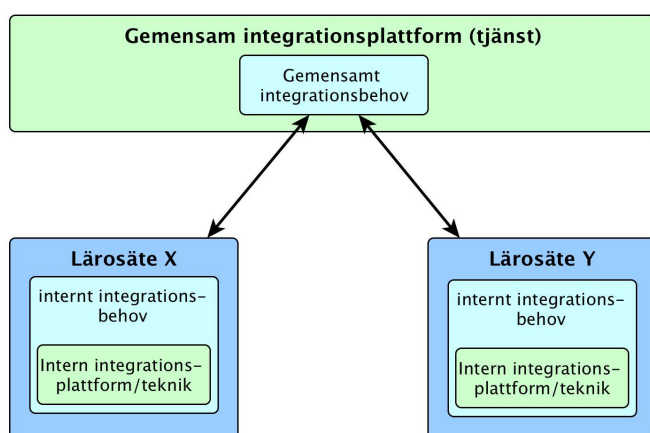 Gemensam integrationsplattform (tjänst)
Gemensamt
integrationsbehov
Lärosäte X
internt integrations-
behov
Intern integrations-
plattform/teknik
Lärosäte Y
internt integrations-
behov
Intern integrations-
plattform/teknik